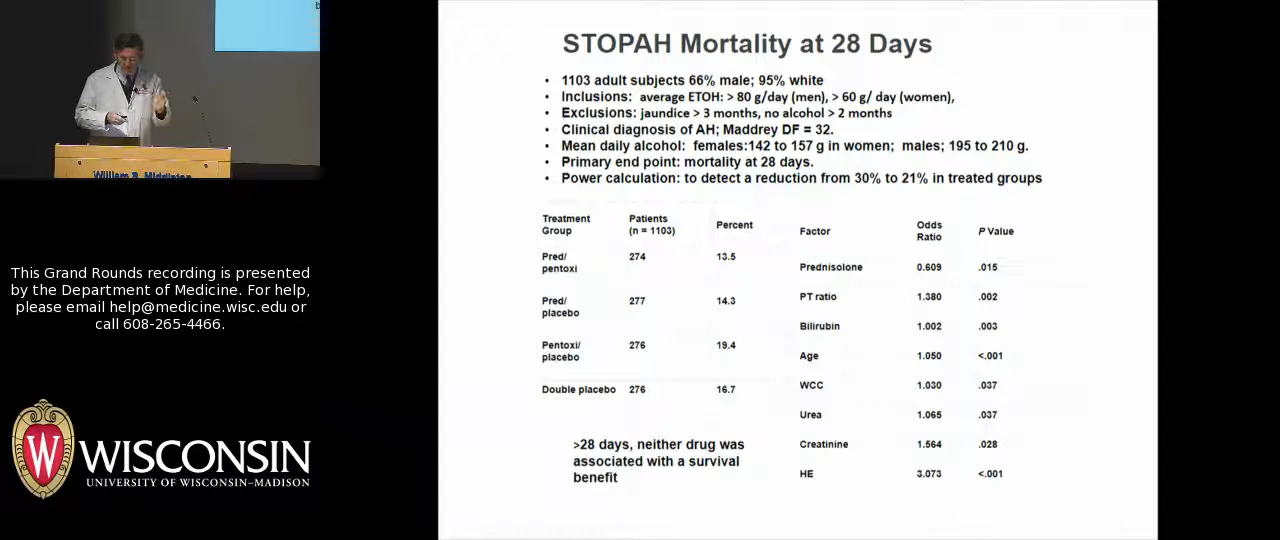 b
William S. Middleton
This Grand Rounds recording is presented
by the Department of Medicine. For help,
please email help@medicine.wisc.edu or
call 608-265-4466.
W
WISCONSIN
UNIVERSITY OF WISCONSIN–MADISON
STOPAH Mortality at 28 Days
• 1103 adult subjects 66% male; 95% white
• Inclusions: average ETOH: > 80 g/day (men), > 60 g/ day (women),
• Exclusions: jaundice > 3 months, no alcohol > 2 months
• Clinical diagnosis of AH; Maddrey DF = 32.
• Mean daily alcohol: females:142 to 157 g in women; males; 195 to 210 g.
• Primary end point: mortality at 28 days.
• Power calculation: to detect a reduction from 30% to 21% in treated groups
Treatment Group Patients (n = 1103) Percent
Pred/ pentoxi 274 13.5
Pred/ placebo 277 14.3
Pentoxi/ placebo 276 19.4
Double placebo 276 16.7
>28 days, neither drug was
associated with a survival
benefit
Factor Odds Ratio P Value
Prednisolone 0.609 .015
PT ratio 1.380 .002
Bilirubin 1.002 .003
Age 1.050 <.001
WCC 1.030 .037
Urea 1.065 .037
Creatinine 1.564 .028
HE 3.073 <.001